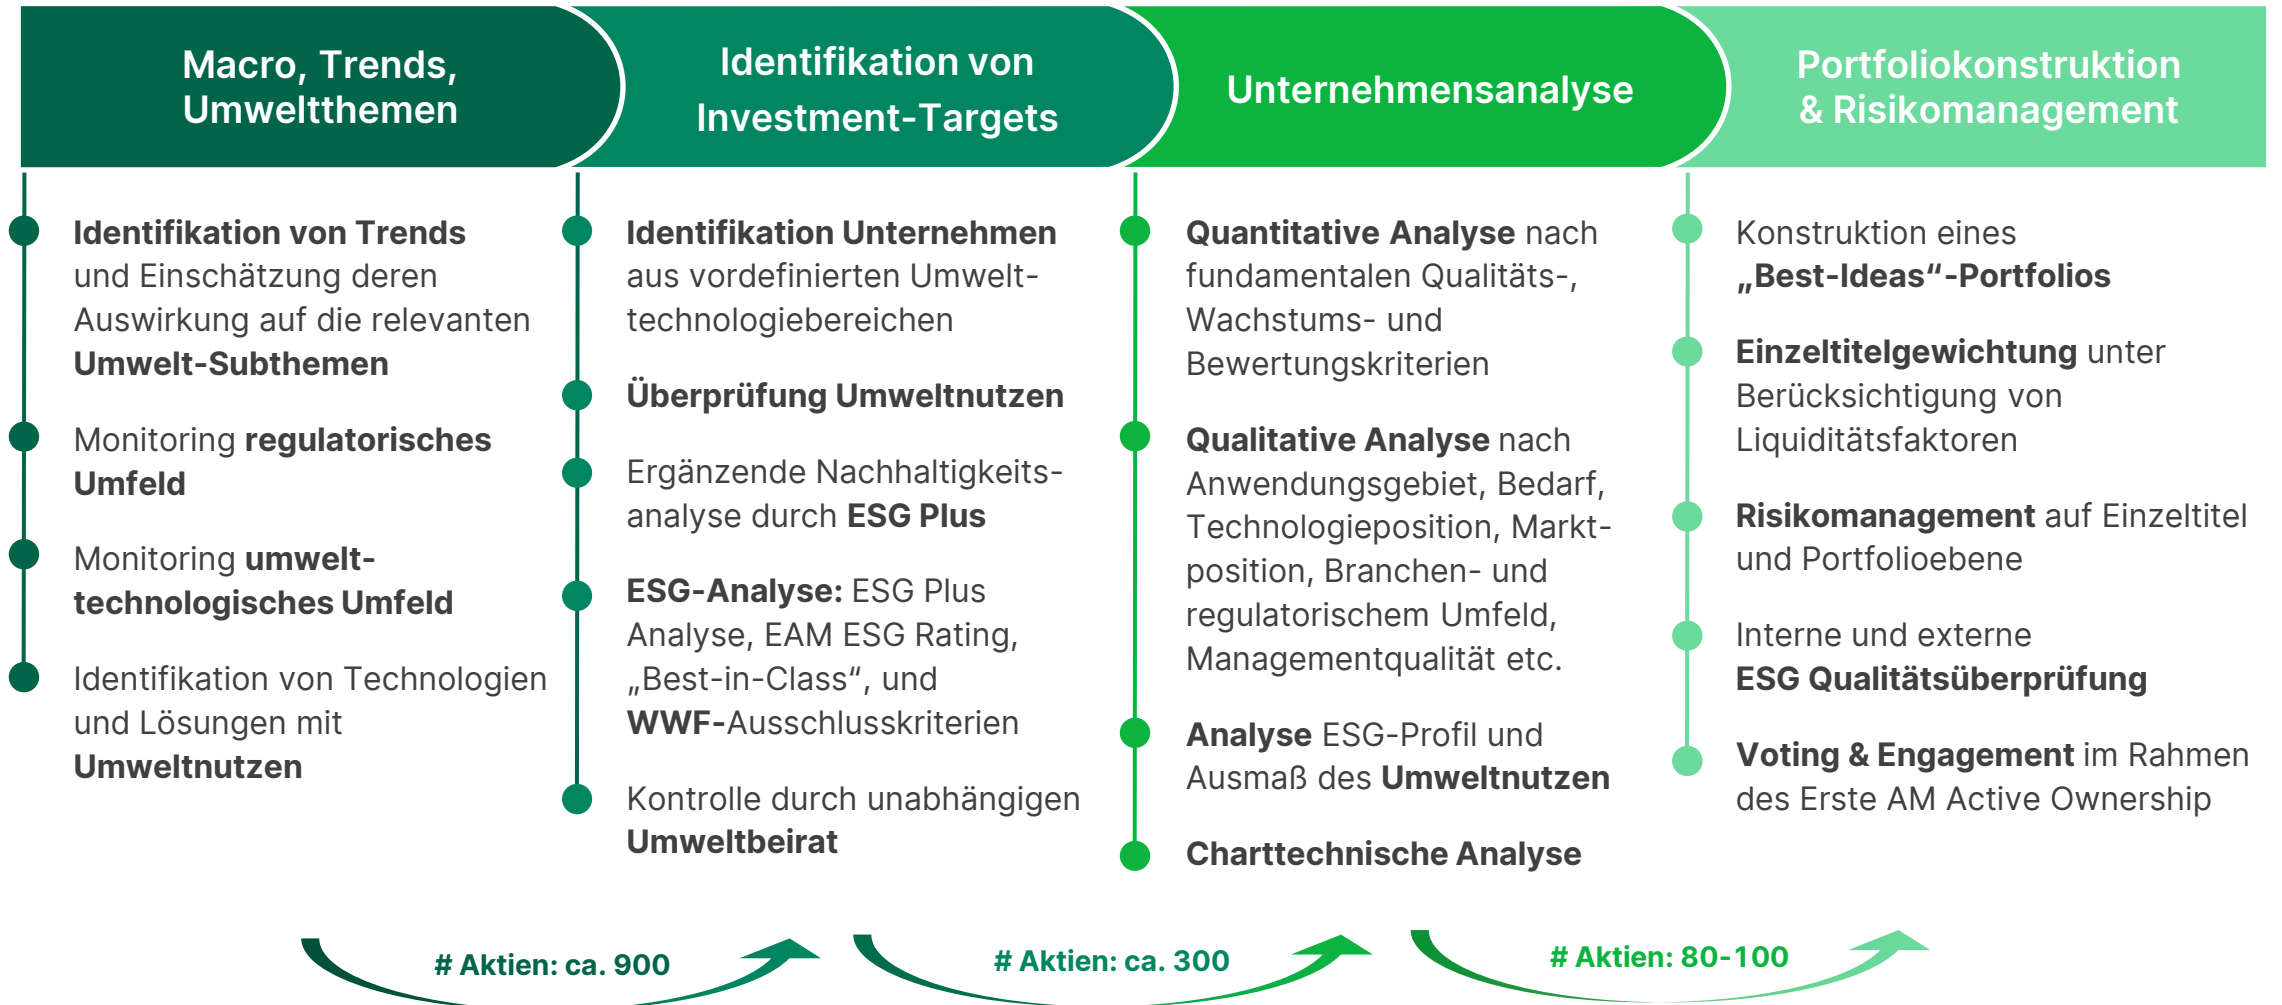 Macro, Trends,
Umweltthemen
Identifikation von
Investment-Targets
Unternehmensanalyse
Portfoliokonstruktion
& Risikomanagement
Identifikation von Trends
und Einschätzung deren
Auswirkung auf die relevanten
Umwelt-Subthemen
Monitoring regulatorisches
Umfeld
Monitoring umwelt-
technologisches Umfeld
Identifikation von Technologien
und Lösungen mit
Umweltnutzen
Identifikation Unternehmen
aus vordefinierten Umwelt-
technologiebereichen
Überprüfung Umweltnutzen
Ergänzende Nachhaltigkeits-
analyse durch ESG Plus
ESG-Analyse: ESG Plus
Analyse, EAM ESG Rating,
„Best-in-Class“, und
WWF-Ausschlusskriterien
Kontrolle durch unabhängigen
Umweltbeirat
Quantitative Analyse nach
fundamentalen Qualitäts-,
Wachstums- und
Bewertungskriterien
Qualitative Analyse nach
Anwendungsgebiet, Bedarf,
Technologieposition, Markt-
position, Branchen- und
regulatorischem Umfeld,
Managementqualität etc.
Analyse ESG-Profil und
Ausmaß des Umweltnutzen
Charttechnische Analyse
Konstruktion eines
„Best-Ideas“-Portfolios
Einzeltitelgewichtung unter
Berücksichtigung von
Liquiditätsfaktoren
Risikomanagement auf Einzeltitel
und Portfolioebene
Interne und externe
ESG Qualitätsüberprüfung
Voting & Engagement im Rahmen
des Erste AM Active Ownership
# Aktien: ca. 900
# Aktien: ca. 300
# Aktien: 80-100